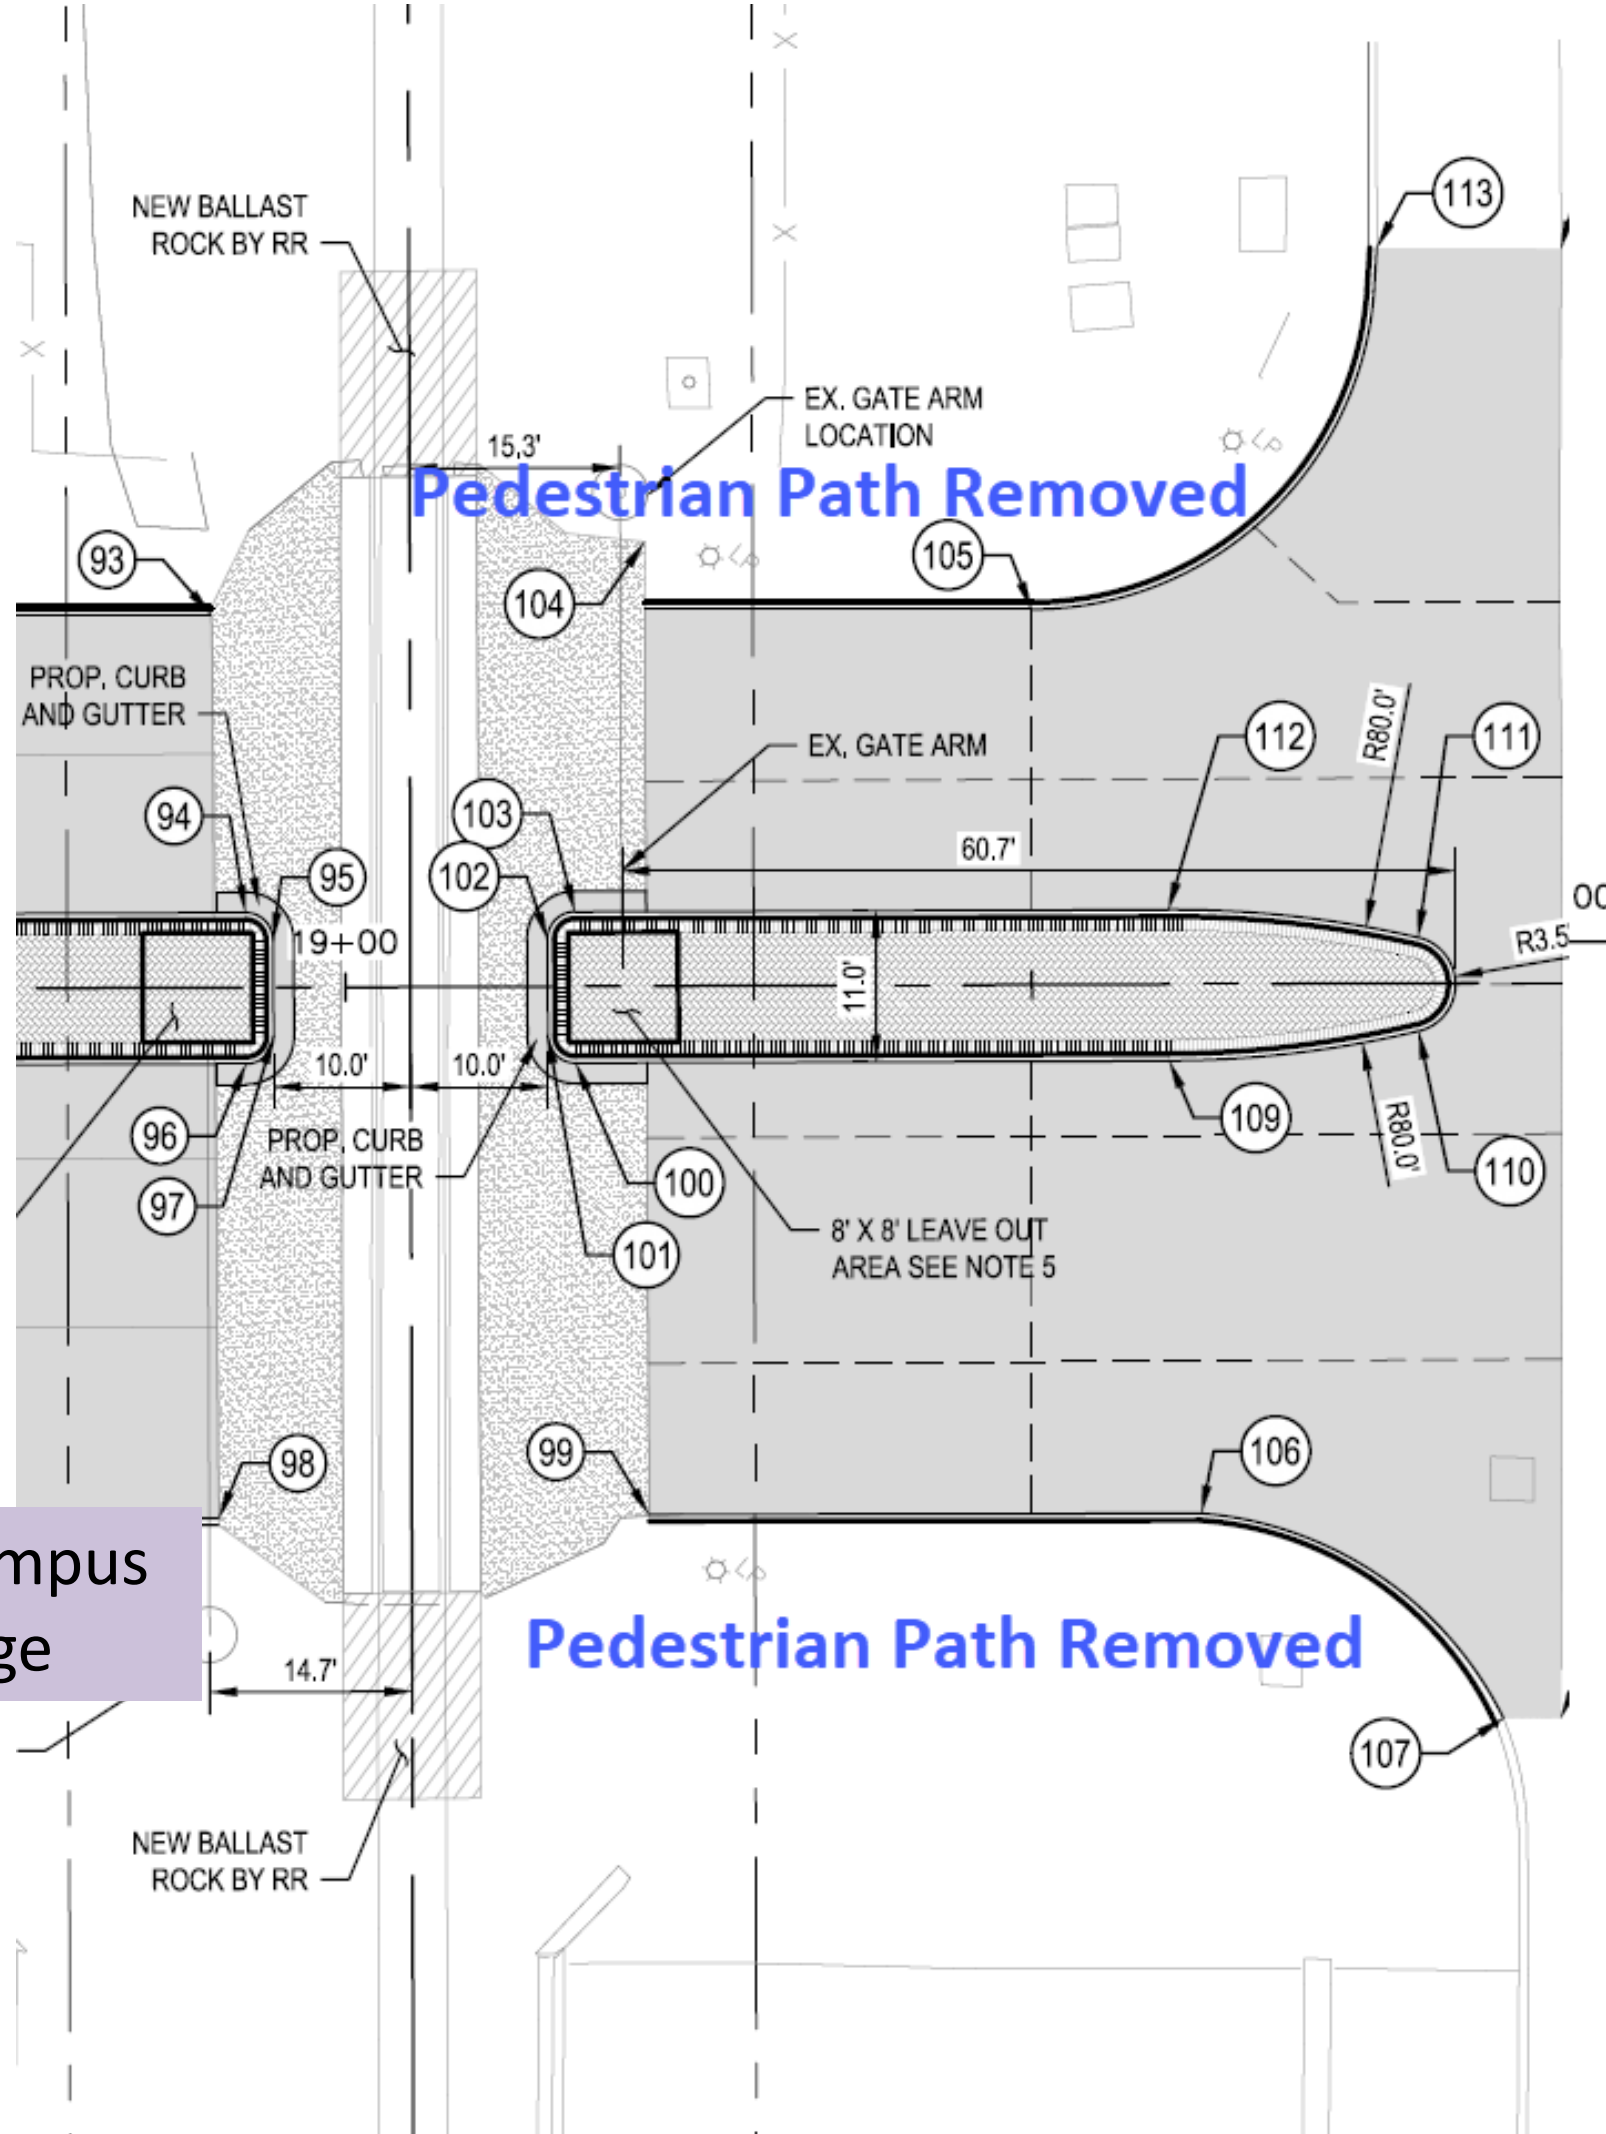 113
NEW BALLAST
ROCK BY RR
EX. GATE ARM
LOCATION
15.3'
Pedestrian Path Removed
93
105
104
PROP. CURB
AND GUTTER
R80.0'
112
111
EX. GATE ARM
94
103
60.7'
95
102
19+00
R3.5
11.0'
10.0'
10.0'
96
PROP. CURB
AND GUTTER
109
R80.0'
110
100
97
8' X 8' LEAVE OUT
AREA SEE NOTE 5
101
98
99
106
mpus
ge
Pedestrian Path Removed
14.7'
107
NEW BALLAST
ROCK BY RR